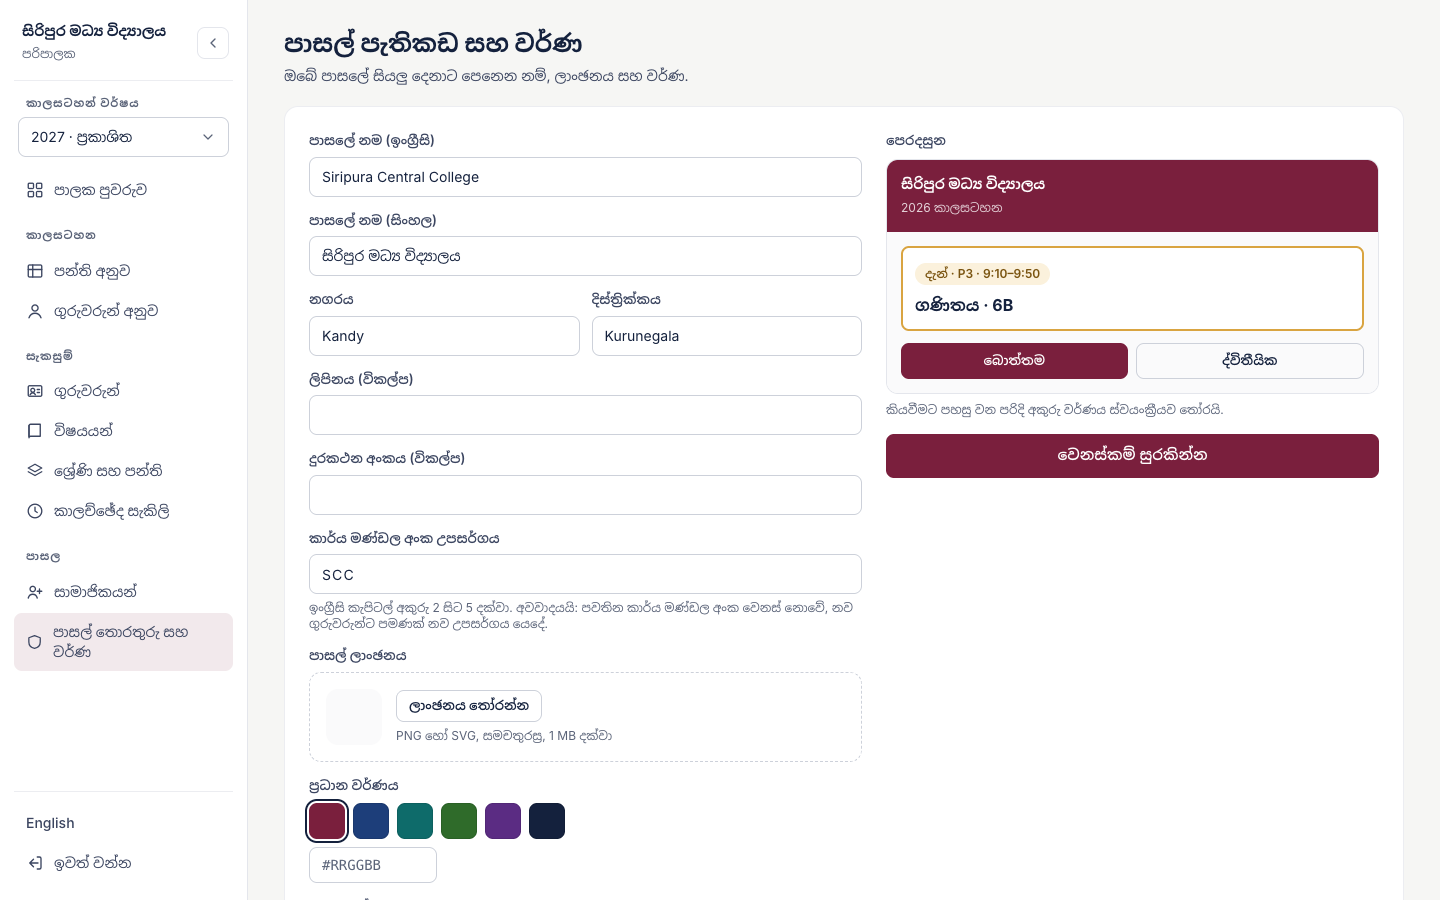 සිරිපුර මධ්‍ය විද්‍යාලය
පරිපාලක
කාලසටහන් වර්ෂය
2027 · ප්‍රකාශිත
පාලක පුවරුව
කාලසටහන
පන්ති අනුව
ගුරුවරුන් අනුව
සැකසුම්
ගුරුවරුන්
විෂයයන්
ශ්‍රේණි සහ පන්ති
කාලච්ඡේද සැකිලි
පාසල
සාමාජිකයන්
පාසල් තොරතුරු සහ
වර්ණ
English
ඉවත් වන්න
පාසල් පැතිකඩ සහ වර්ණ
ඔබේ පාසලේ සියලු දෙනාට පෙනෙන නම්, ලාංඡනය සහ වර්ණ.
පාසලේ නම (ඉංග්‍රීසි)
Siripura Central College
පාසලේ නම (සිංහල)
සිරිපුර මධ්‍ය විද්‍යාලය
නගරය
දිස්ත්‍රික්කය
Kandy
Kurunegala
ලිපිනය (විකල්ප)
දුරකථන අංකය (විකල්ප)
කාර්ය මණ්ඩල අංක උපසර්ගය
SCC
ඉංග්‍රීසි කැපිටල් අකුරු 2 සිට 5 දක්වා. අවවාදයයි: පවතින කාර්ය මණ්ඩල අංක වෙනස් නොවේ, නව
ගුරුවරුන්ට පමණක් නව උපසර්ගය යෙදේ.
පාසල් ලාංඡනය
ලාංඡනය තෝරන්න
PNG හෝ SVG, සමචතුරස්‍ර, 1 MB දක්වා
ප්‍රධාන වර්ණය
#RRGGBB
පෙරදසුන
සිරිපුර මධ්‍ය විද්‍යාලය
2026 කාලසටහන
දැන් · P3 · 9:10–9:50
ගණිතය · 6B
බොත්තම
ද්විතීයික
කියවීමට පහසු වන පරිදි අකුරු වර්ණය ස්වයංක්‍රීයව තෝරයි.
වෙනස්කම් සුරකින්න